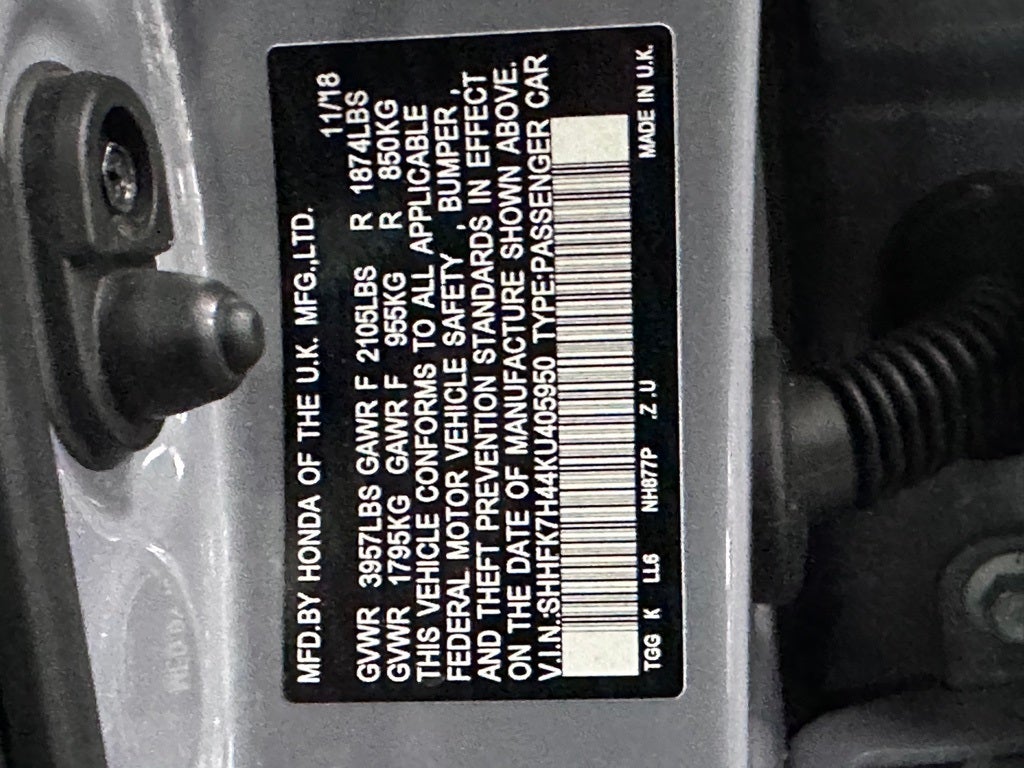 MFD.BY HONDA OF THE U.K. MFG.,LTD. 11/18
GVWR 3957LBS GAWR F 2105LBS R 1874LBS
GVWR 1795KG GAWR F 955KG R 850KG
THIS VEHICLE CONFORMS TO ALL APPLICABLE
FEDERAL MOTOR VEHICLE SAFETY , BUMPER ,
AND THEFT PREVENTION STANDARDS IN EFFECT
ON THE DATE OF MANUFACTURE SHOWN ABOVE.
V.I.N.:SHHFK7H44KU405950 TYPE:PASSENGER CAR
TGG K LL6 NH877P .Z .U MADE IN U.K.